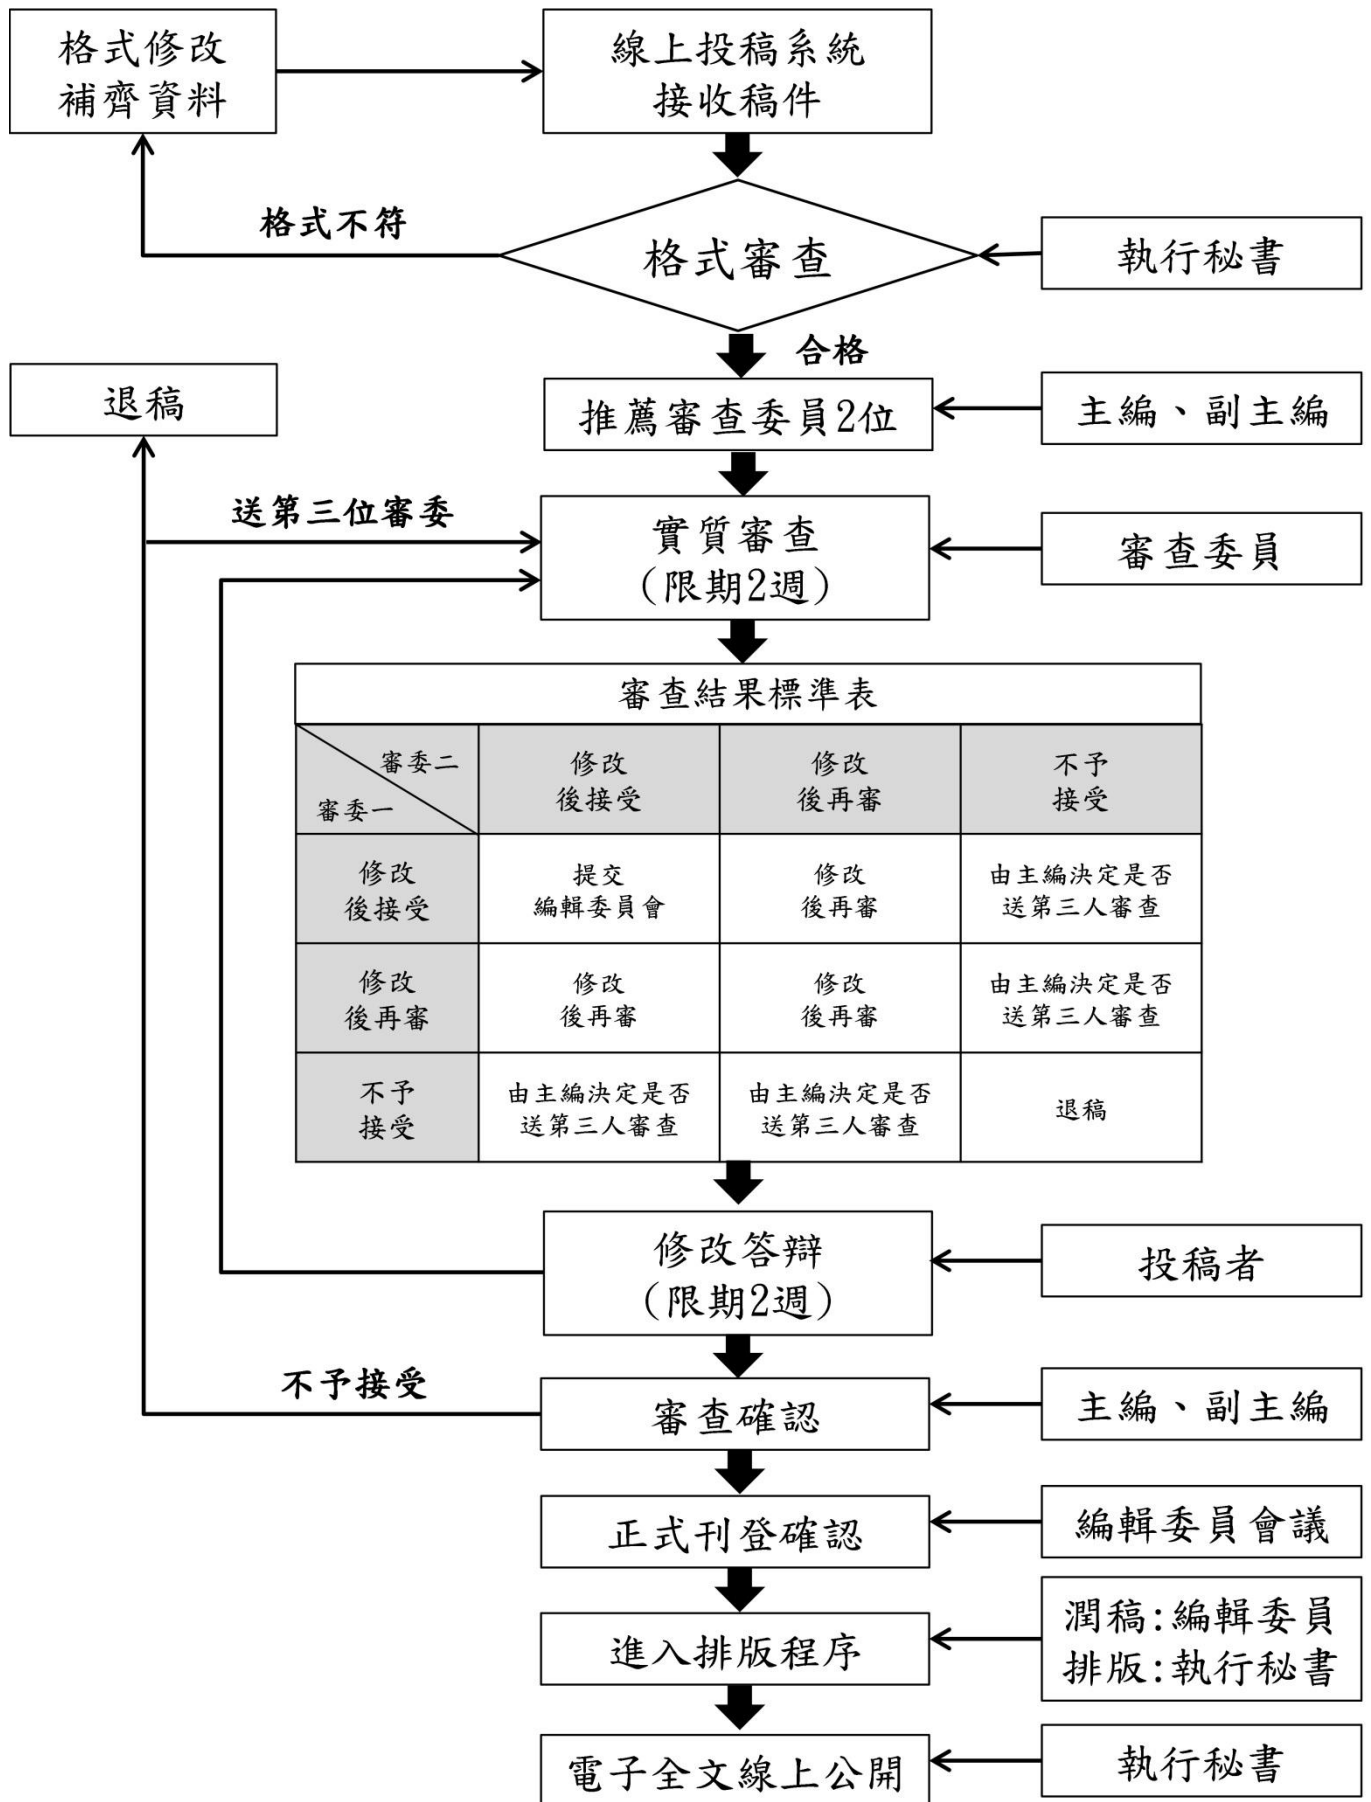 格式修改
補齊資料
線上投稿系統
接收稿件
格式不符
格式審查
執行秘書
合格
退稿
推薦審查委員2位
主編、副主編
送第三位審委
實質審查
(限期2週)
審查委員
審查結果標準表
審委二
審委一
修改
後接受
修改
後再審
不予
接受
修改
後接受
提交
編輯委員會
修改
後再審
由主編決定是否
送第三人審查
修改
後再審
修改
後再審
修改
後再審
由主編決定是否
送第三人審查
不予
接受
由主編決定是否
送第三人審查
由主編決定是否
送第三人審查
退稿
修改答辯
(限期2週)
投稿者
不予接受
審查確認
主編、副主編
正式刊登確認
編輯委員會議
進入排版程序
潤稿:編輯委員
排版:執行秘書
電子全文線上公開
執行秘書